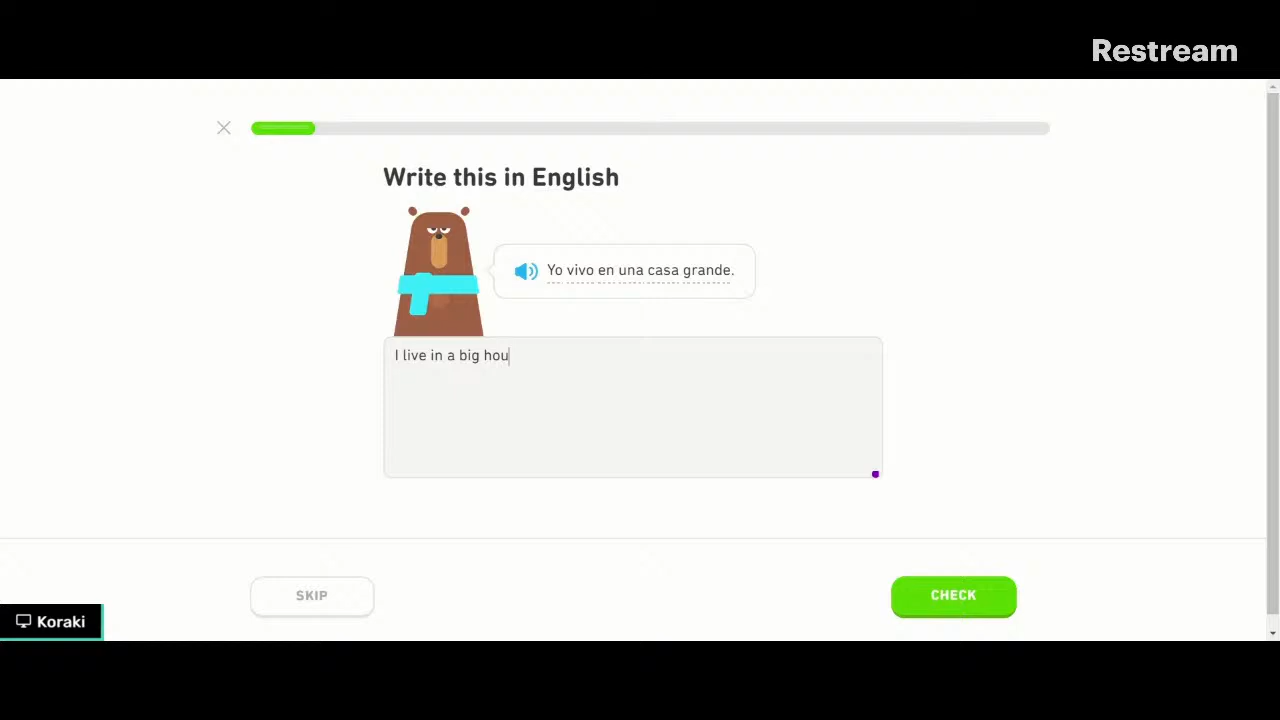 Restream
Write this in English
Yo vivo en una casa grande.
I live in a big hou
SKIP
CHECK
Koraki